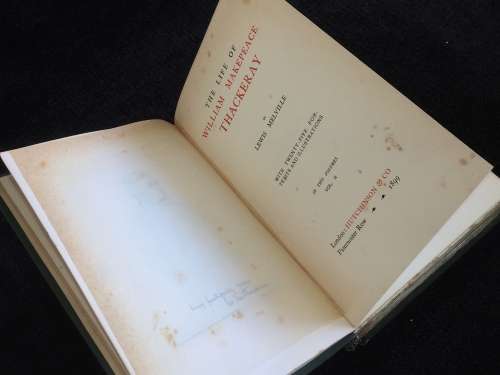 THE LIFE OF
WILLIAM MAKEPEACE
THACKERAY
BY
LEWIS MELVILLE
WITH TWENTY-FIVE POR-
TRAITS AND ILLUSTRATIONS
IN TWO VOLUMES
VOL. II
London: HUTCHINSON & CO
Paternoster Row 1899